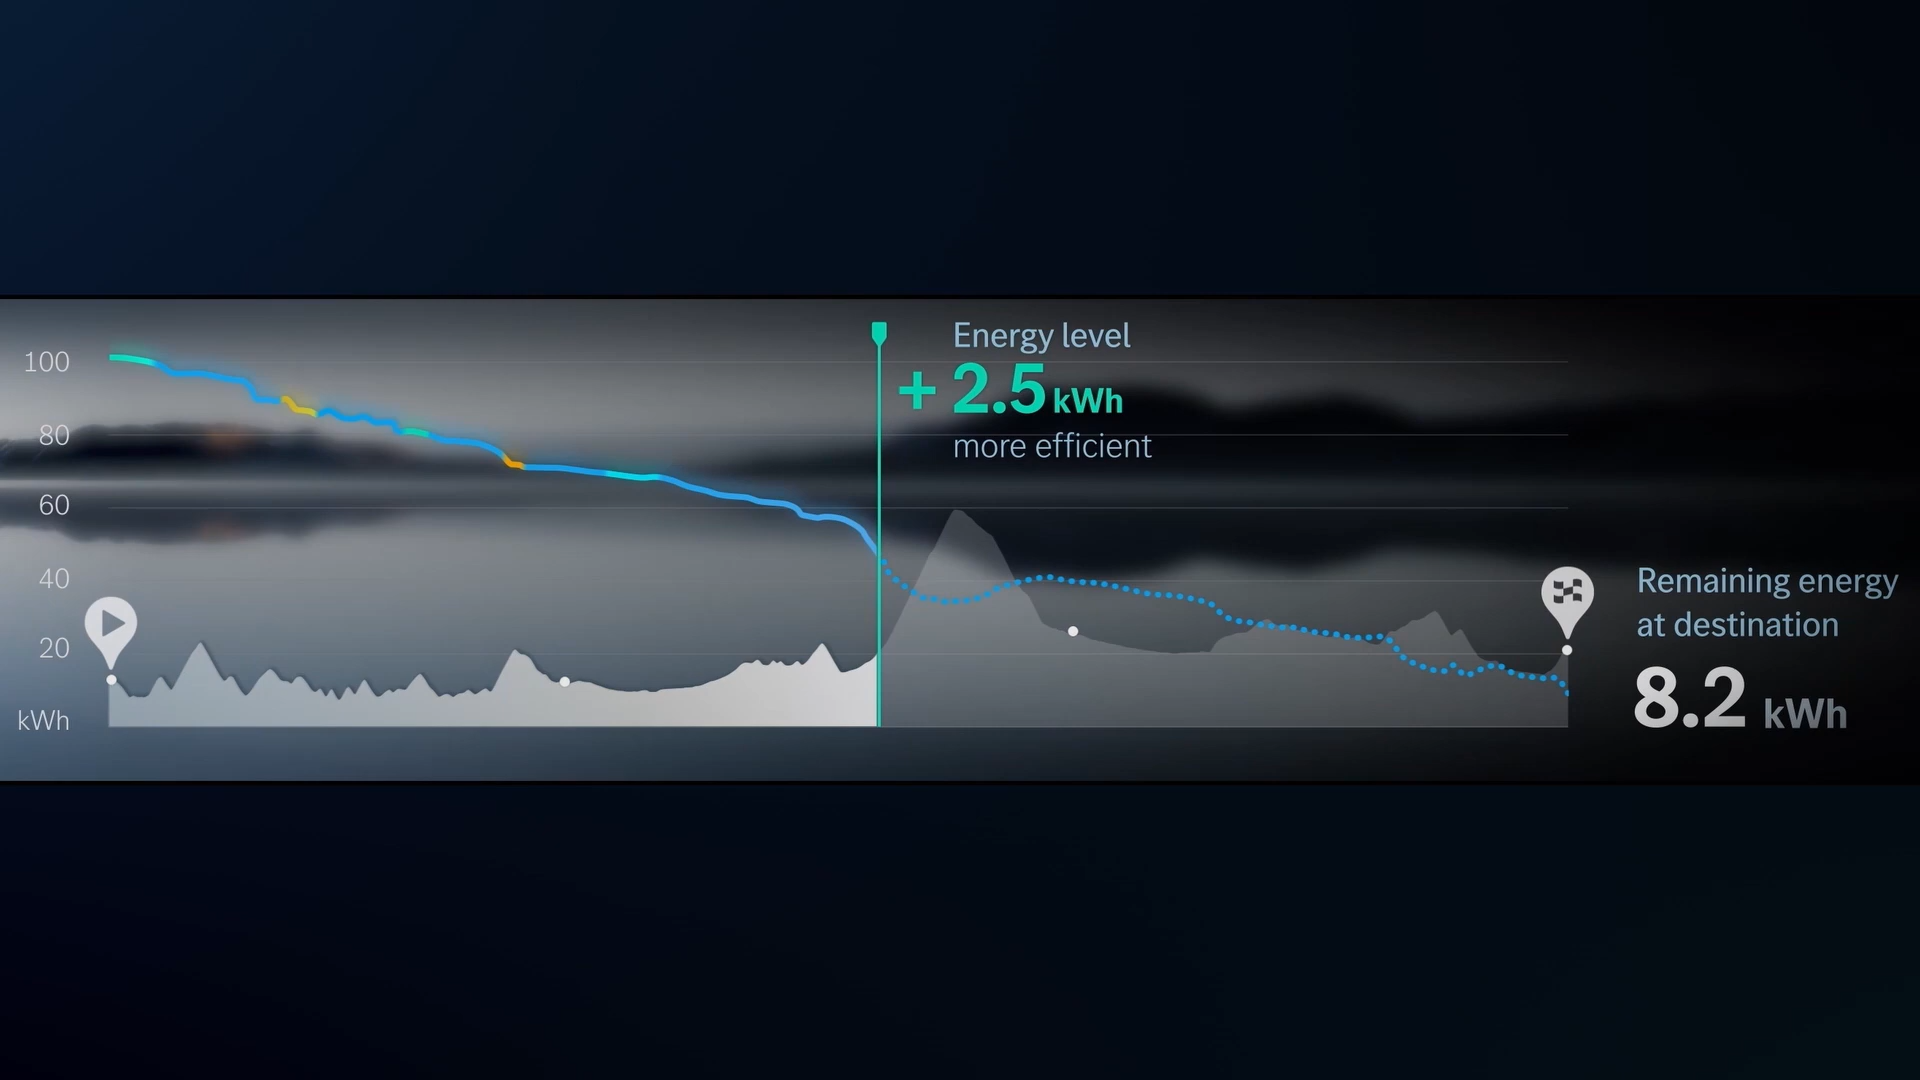 100
80
60
40
20
kWh
Energy level
+ 2.5 kWh
more efficient
Remaining energy
at destination
8.2 kWh